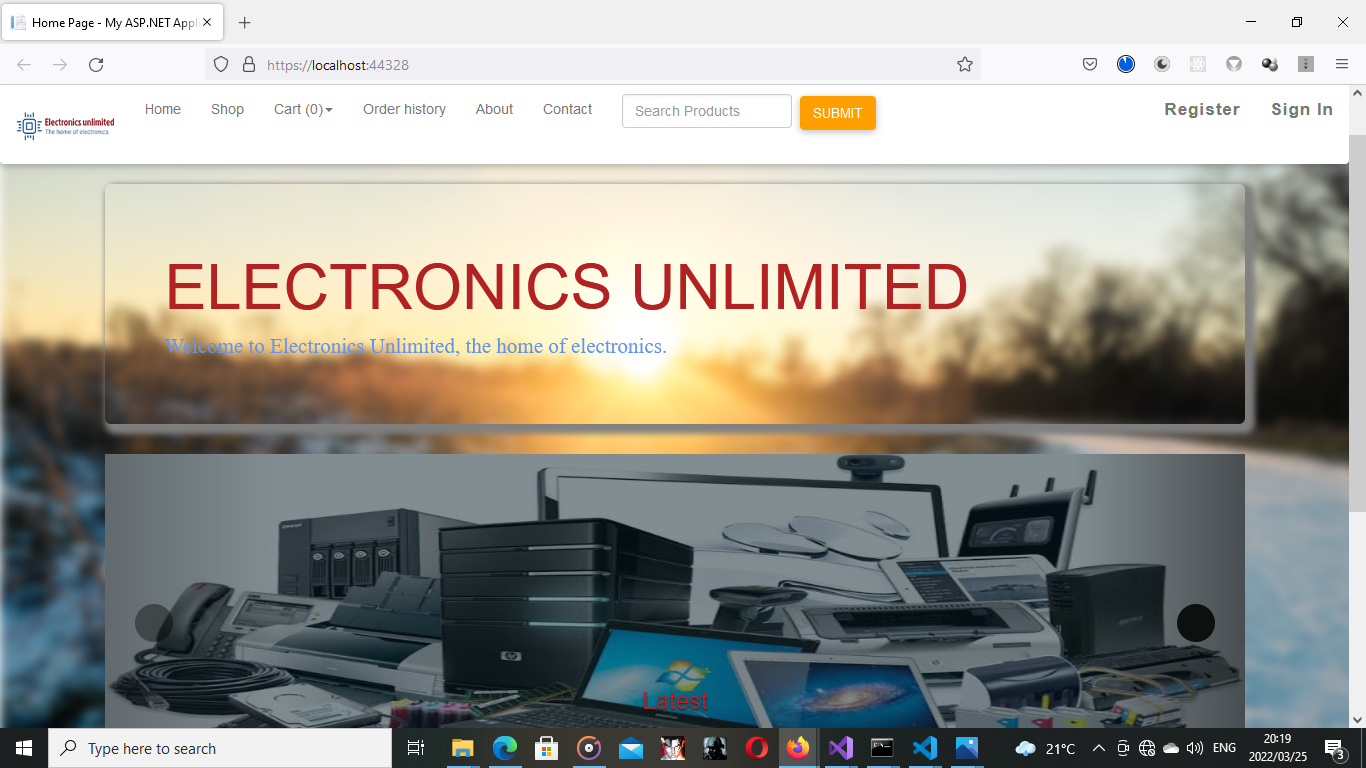 Home Page - My ASP.NET Appli
https://localhost:44328
Electronics unlimited
The home of electronics
Home
Shop
Cart (0)
Order history
About
Contact
Search Products
SUBMIT
Register
Sign In
ELECTRONICS UNLIMITED
Welcome to Electronics Unlimited, the home of electronics.
hp
Latest
Type here to search
21°C
ENG
20:19
2022/03/25
3